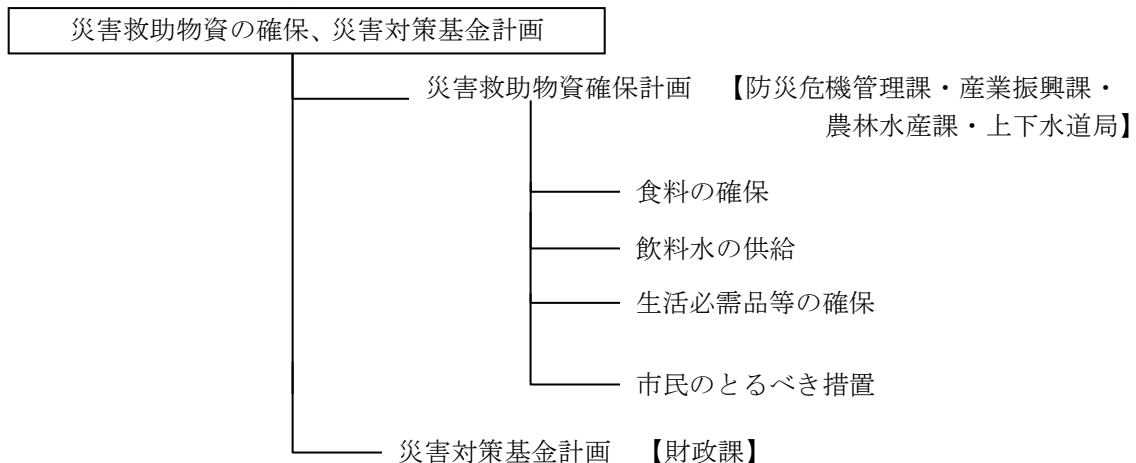 災害救助物資の確保、災害対策基金計画
災害救助物資確保計画　【防災危機管理課・産業振興課・
農林水産課・上下水道局】
食料の確保
飲料水の供給
生活必需品等の確保
市民のとるべき措置
災害対策基金計画　【財政課】